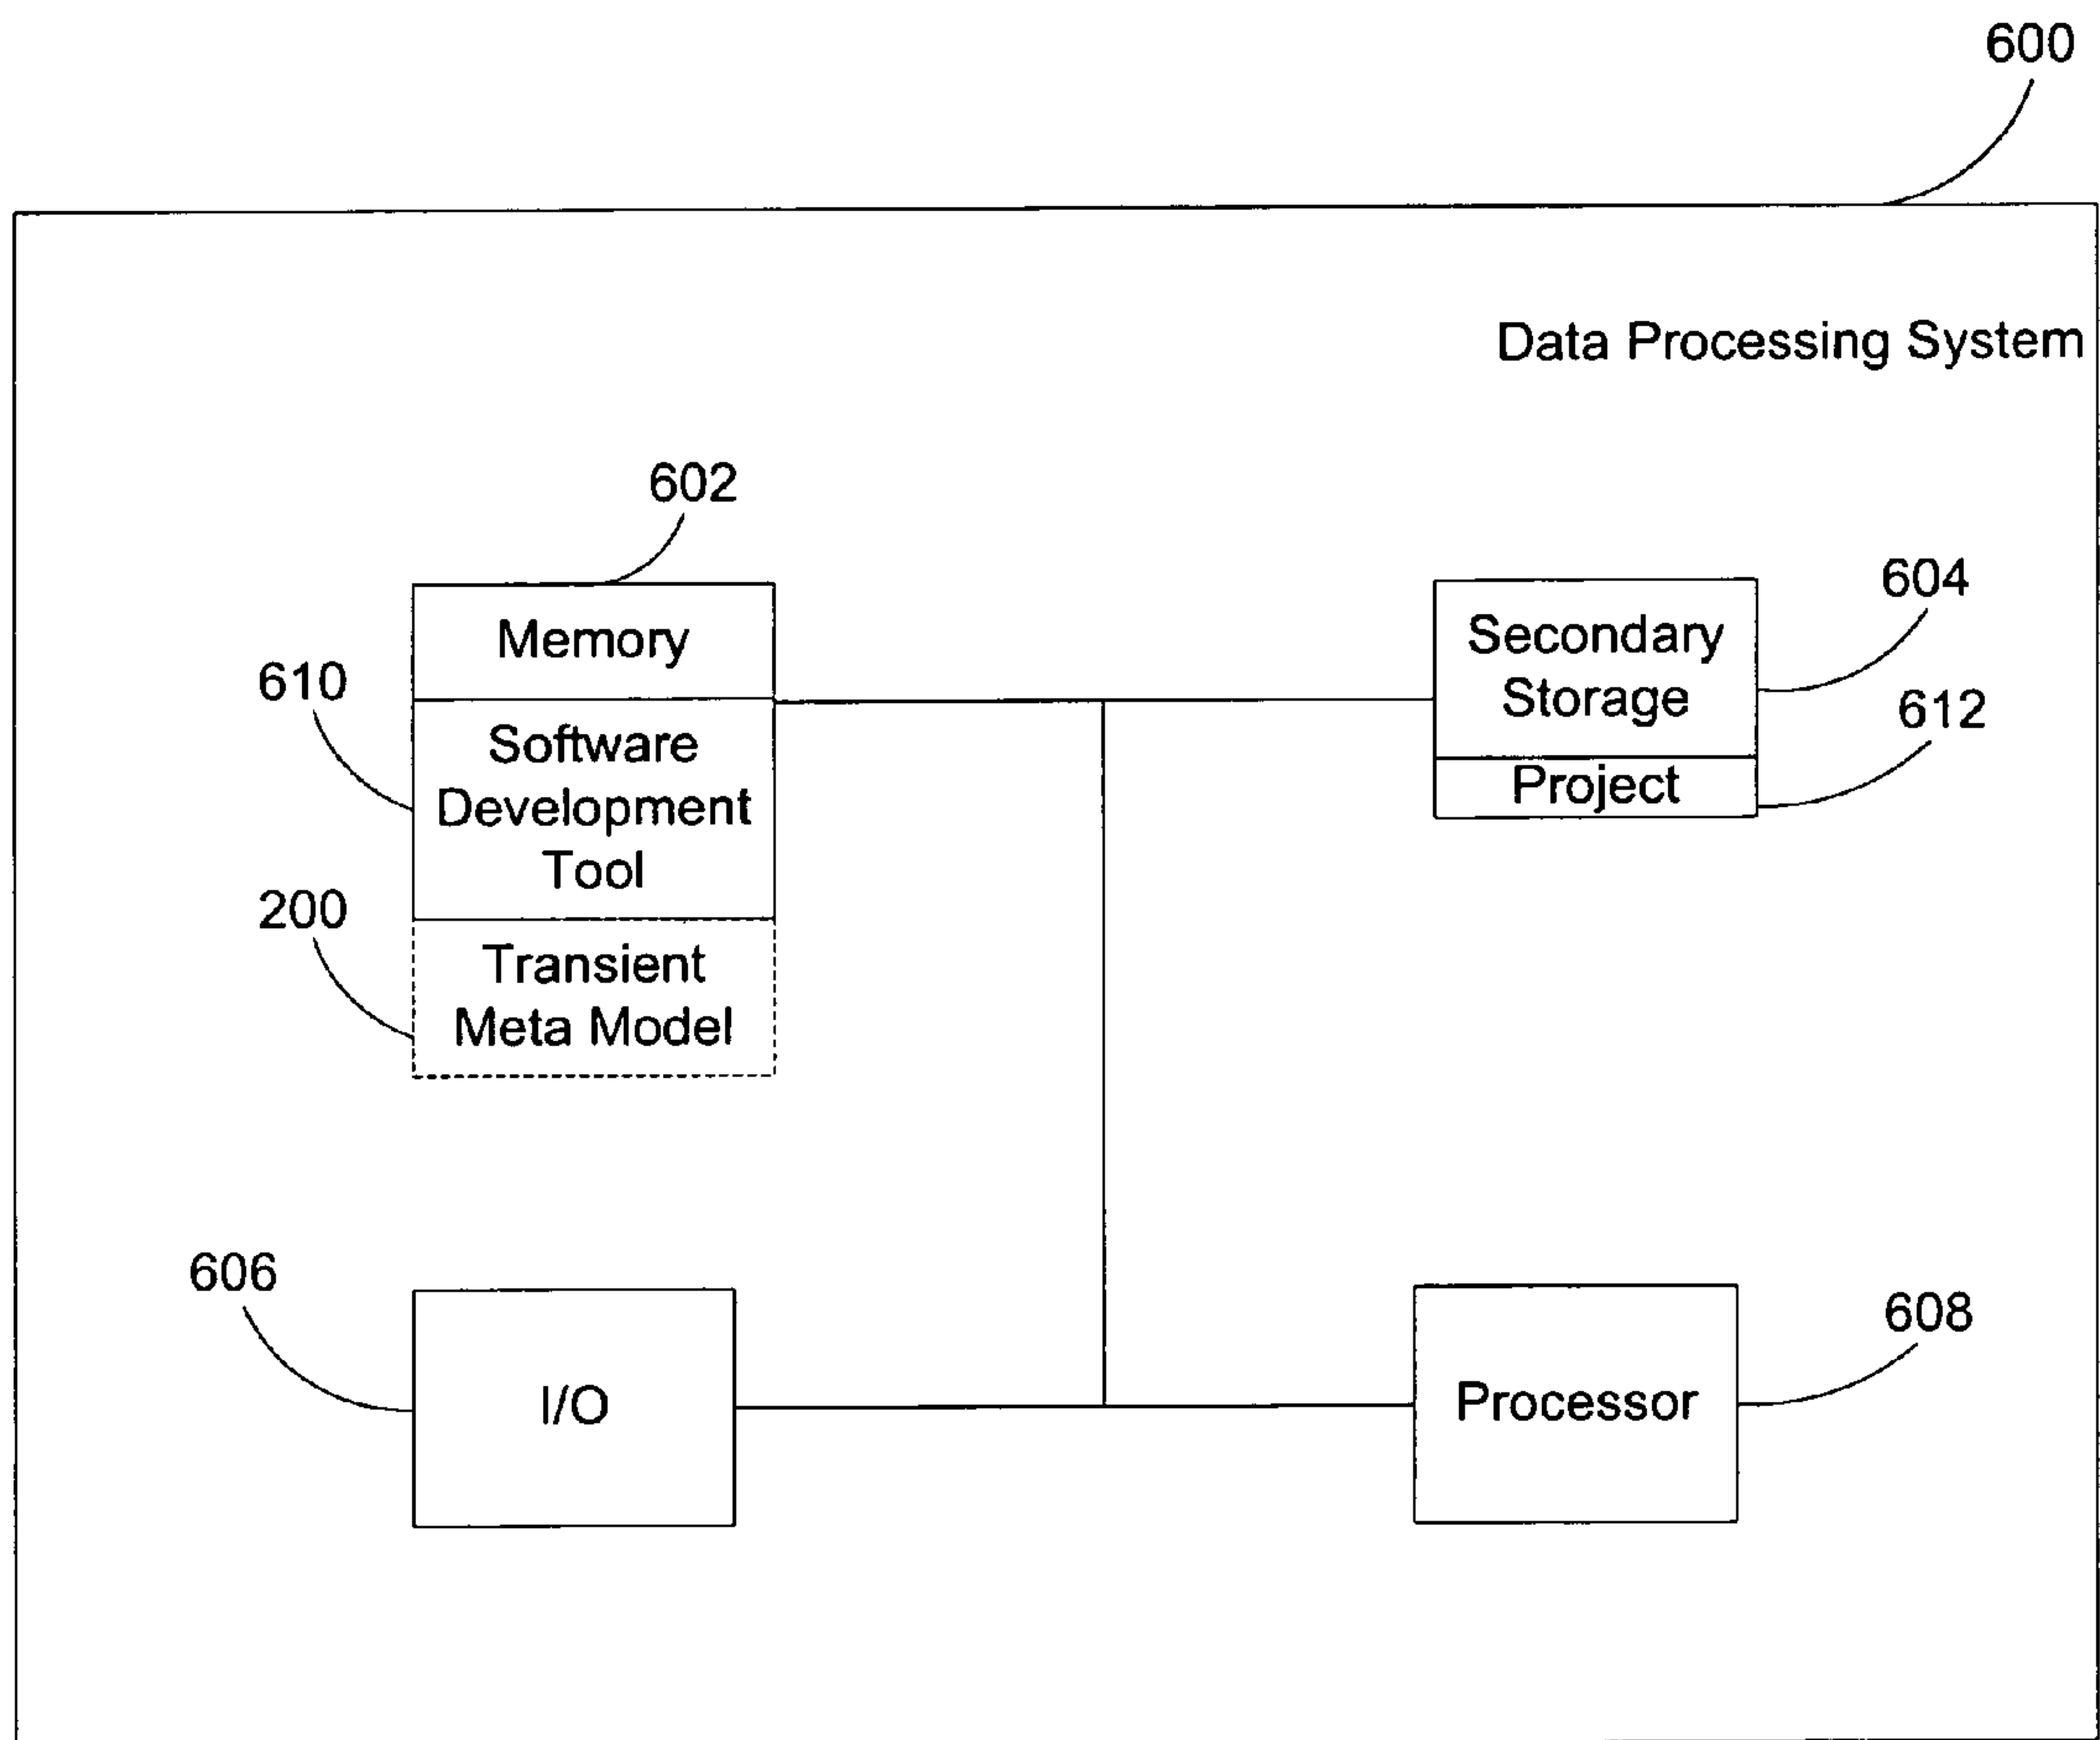 600
Data Processing System
602
Memory
610
Software
Development
Tool
200
Transient
Meta Model
604
Secondary
Storage
612
Project
606
I/O
608
Processor